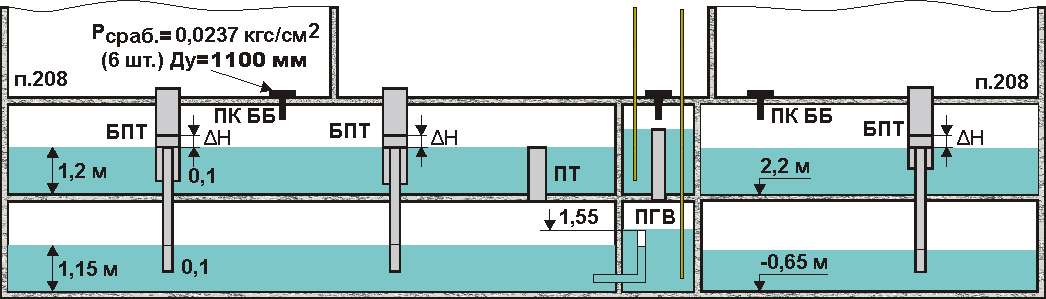 Рсраб.= 0,0237 кгс/см2
(6 шт.) Ду=1100 мм
п.208
п.208
ПК ББ
ПК ББ
БПТ
ΔН
БПТ
ΔН
БПТ
ΔН
1,2 м
0,1
ПТ
2,2 м
1,55
ПГВ
1,15 м
0,1
-0,65 м